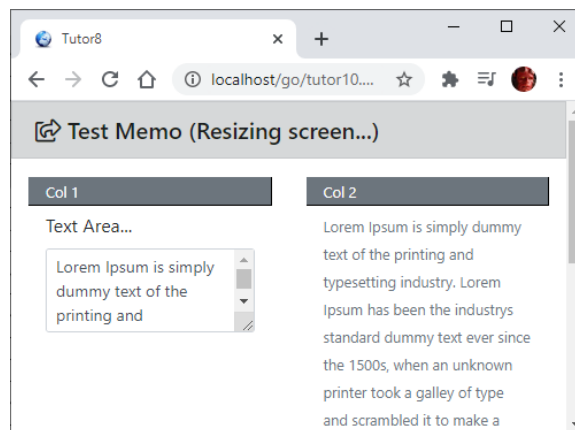 Tutor8
localhost/go/tutor10....
Test Memo (Resizing screen...)
Col 1
Text Area...
Lorem Ipsum is simply
dummy text of the
printing and
Col 2
Lorem Ipsum is simply dummy
text of the printing and
typesetting industry. Lorem
Ipsum has been the industrys
standard dummy text ever since
the 1500s, when an unknown
printer took a galley of type
and scrambled it to make a